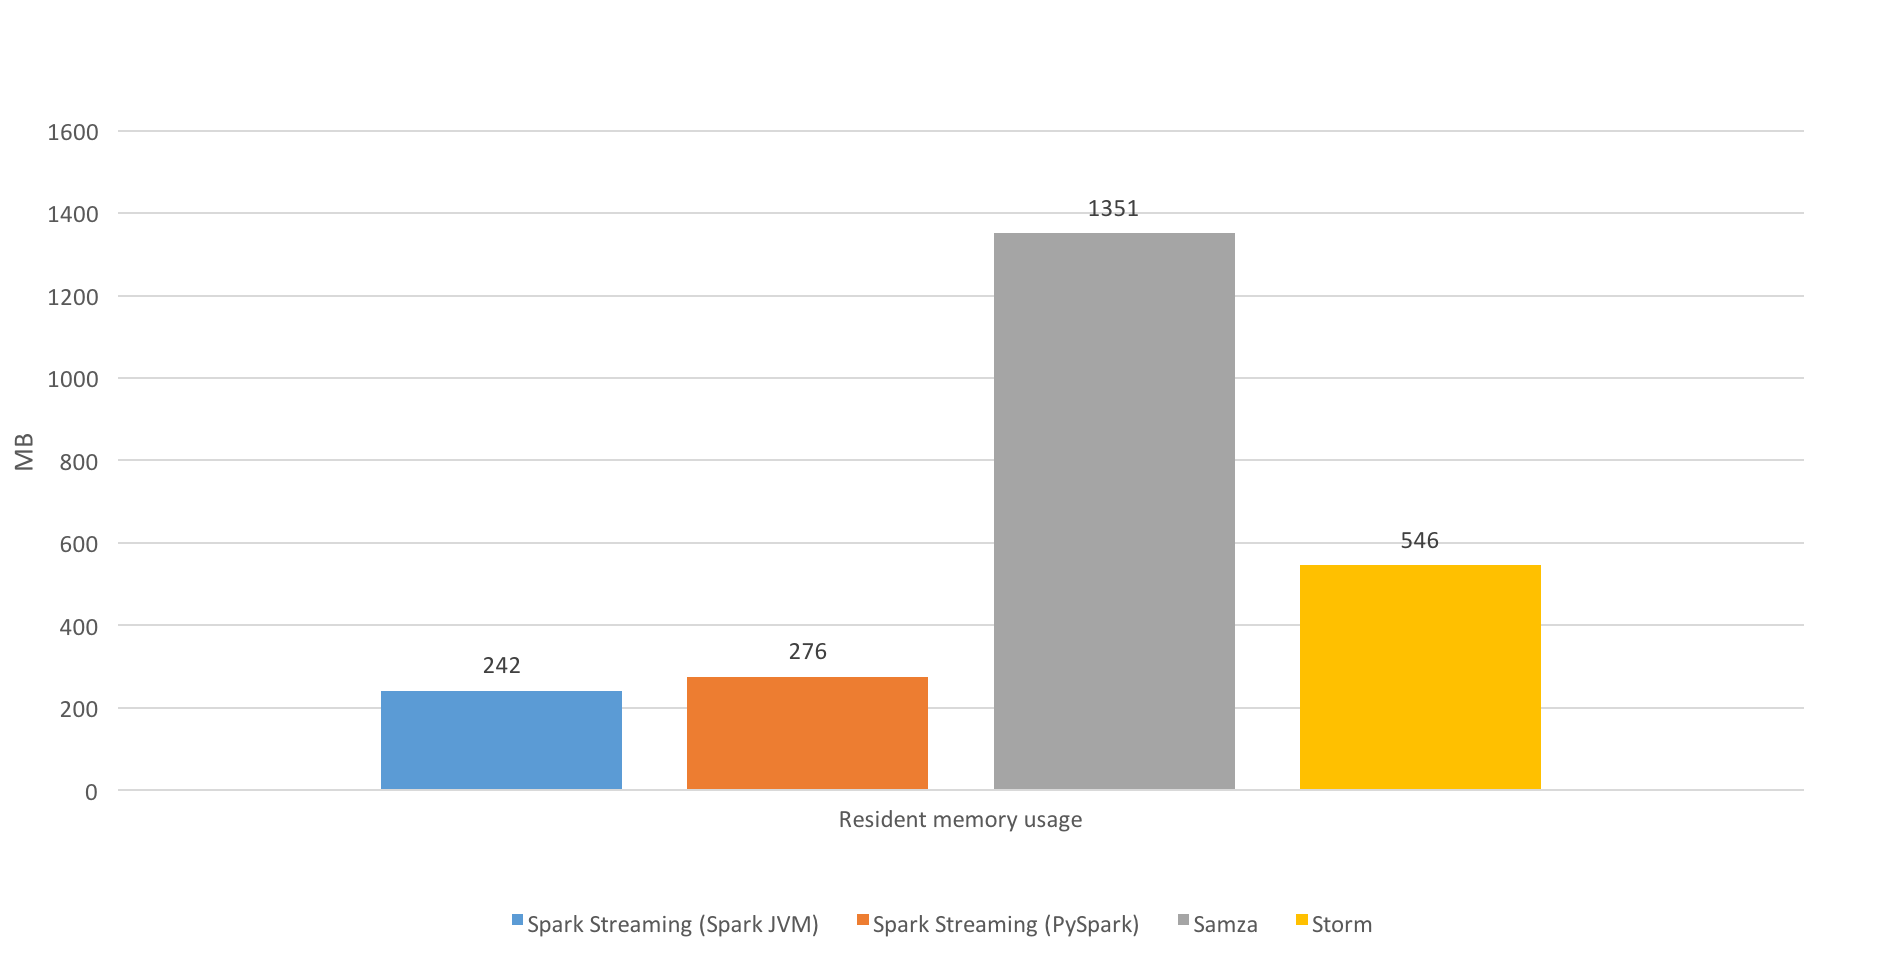 1600
1400
1200
1000
800
600
400
200
0
MB
242
276
1351
546
Resident memory usage
Spark Streaming (Spark JVM)
Spark Streaming (PySpark)
Samza
Storm